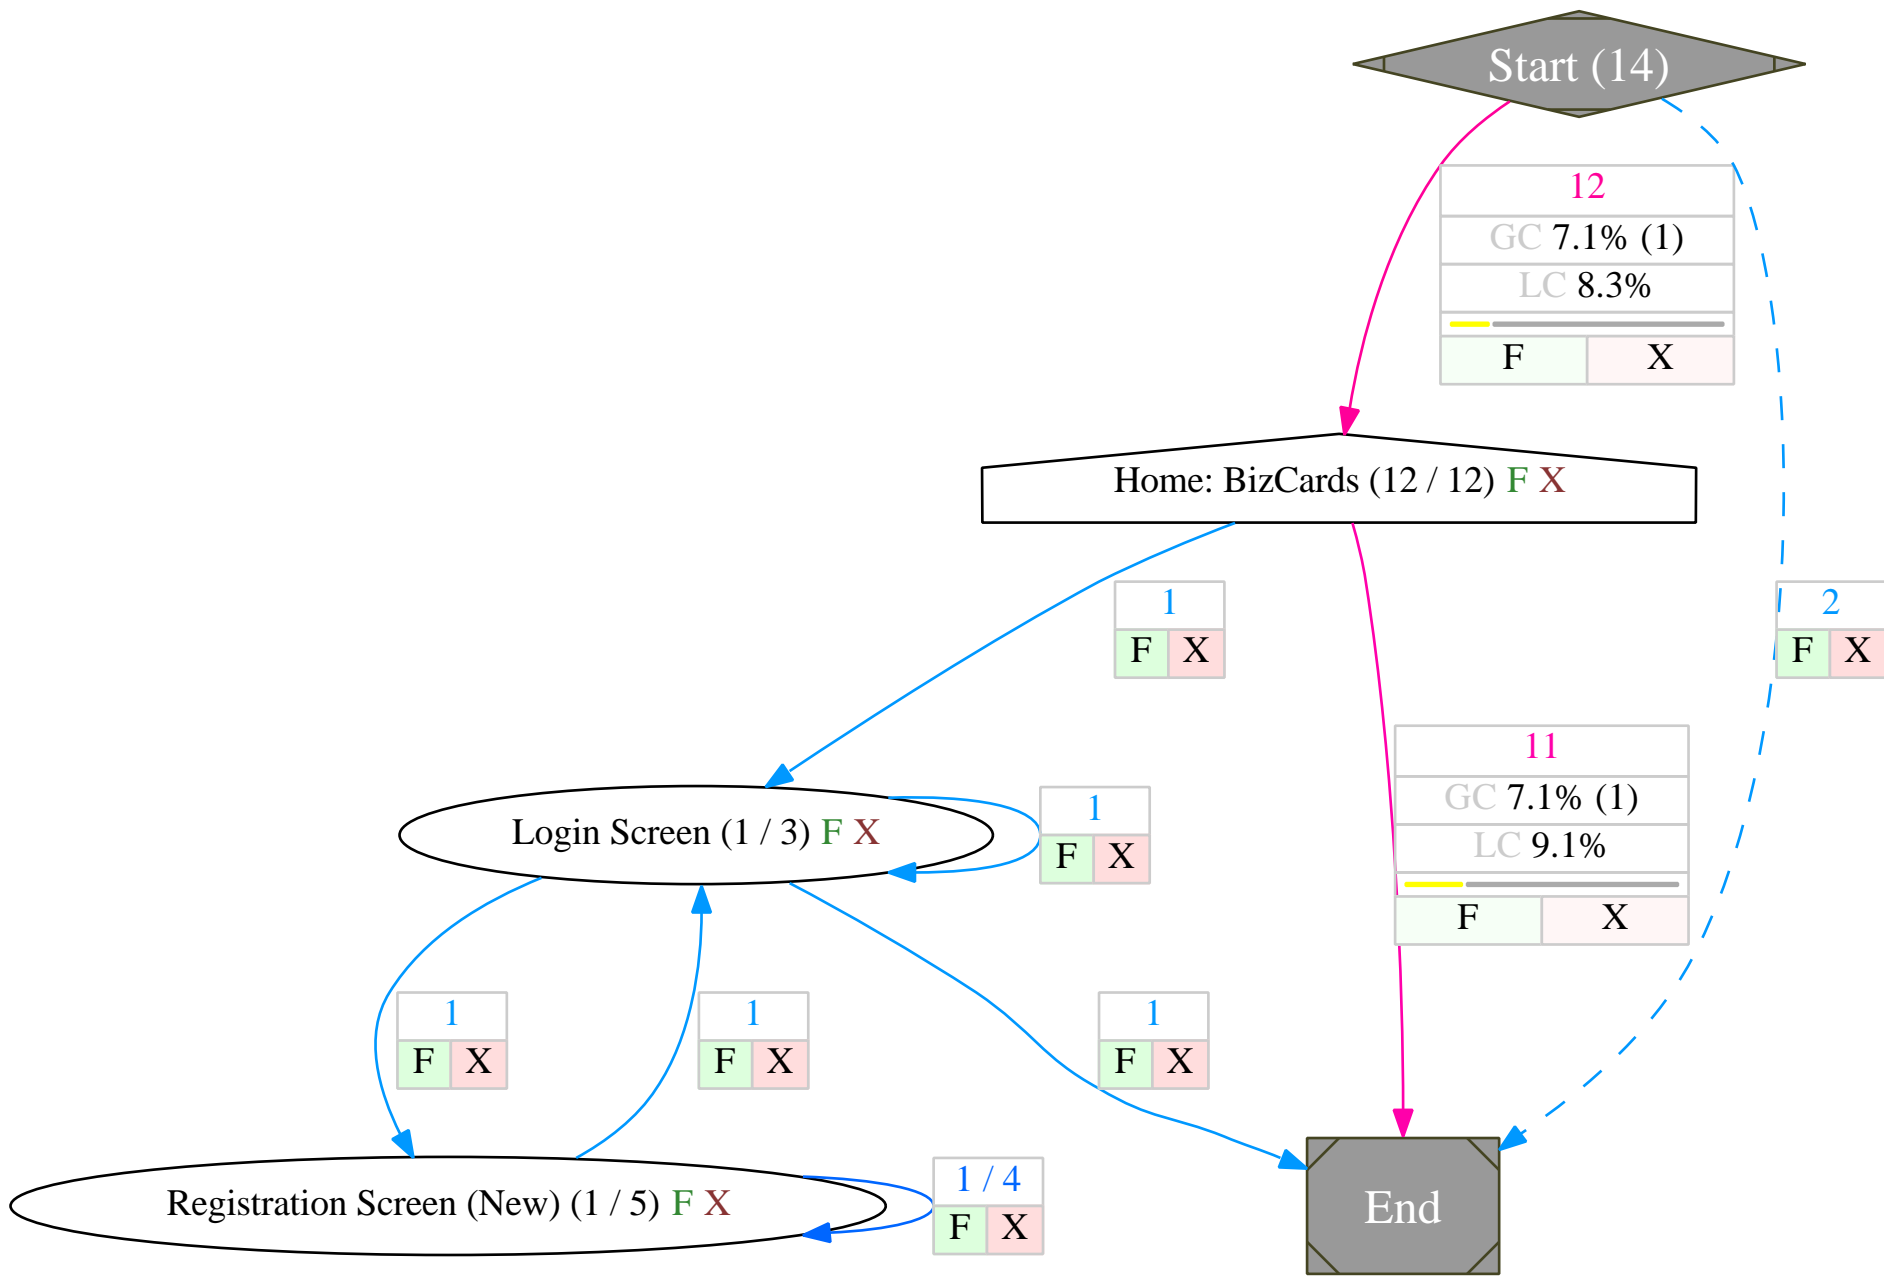 Start (14)
12
GC 7.1% (1)
LC 8.3%
F X
Home: BizCards (12 / 12) F X
1
F X
2
F X
11
GC 7.1% (1)
LC 9.1%
F X
Login Screen (1 / 3) F X
1
F X
1
F X
1
F X
1
F X
Registration Screen (New) (1 / 5) F X
1 / 4
F X
End